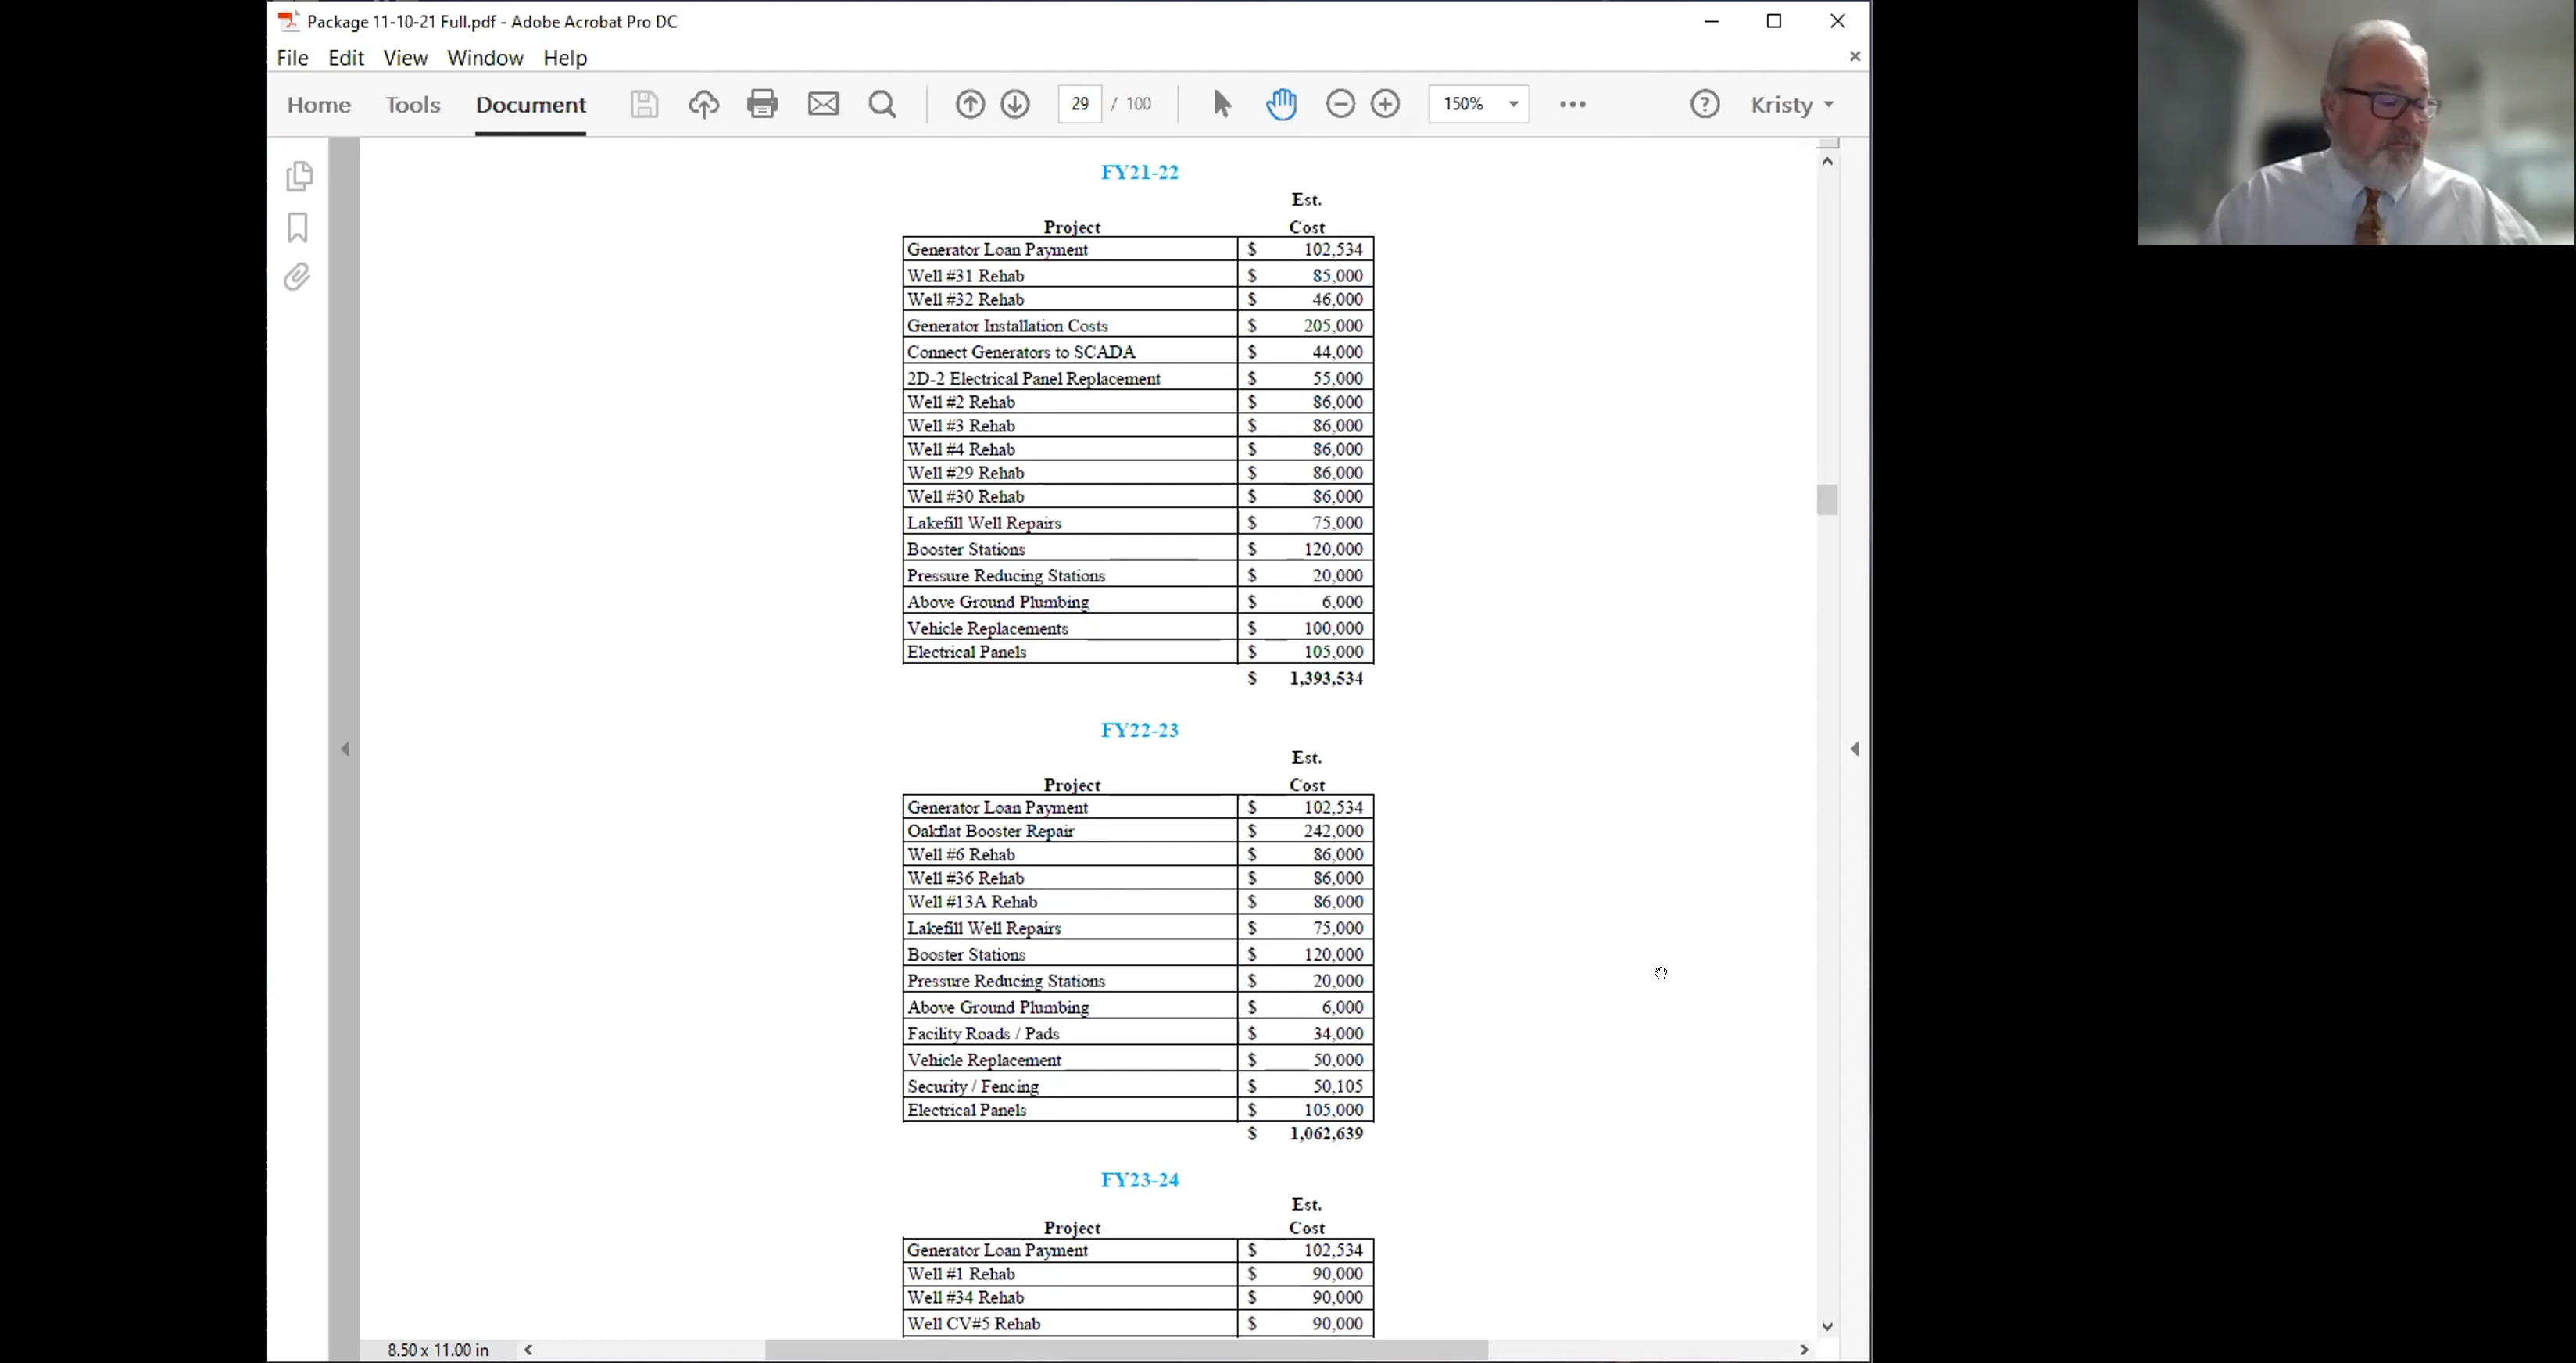 Package 11-10-21 Full.pdf - Adobe Acrobat Pro DC
File Edit View Window Help
Home Tools Document 29 / 100 150% Kristy
FY21-22
Est.
Project Cost
Generator Loan Payment $ 102,534
Well #31 Rehab $ 85,000
Well #32 Rehab $ 46,000
Generator Installation Costs $ 205,000
Connect Generators to SCADA $ 44,000
2D-2 Electrical Panel Replacement $ 55,000
Well #2 Rehab $ 86,000
Well #3 Rehab $ 86,000
Well #4 Rehab $ 86,000
Well #29 Rehab $ 86,000
Well #30 Rehab $ 86,000
Lakefill Well Repairs $ 75,000
Booster Stations $ 120,000
Pressure Reducing Stations $ 20,000
Above Ground Plumbing $ 6,000
Vehicle Replacements $ 100,000
Electrical Panels $ 105,000
$ 1,393,534
FY22-23
Est.
Project Cost
Generator Loan Payment $ 102,534
Oakflat Booster Repair $ 242,000
Well #6 Rehab $ 86,000
Well #36 Rehab $ 86,000
Well #13A Rehab $ 86,000
Lakefill Well Repairs $ 75,000
Booster Stations $ 120,000
Pressure Reducing Stations $ 20,000
Above Ground Plumbing $ 6,000
Facility Roads / Pads $ 34,000
Vehicle Replacement $ 50,000
Security / Fencing $ 50,105
Electrical Panels $ 105,000
$ 1,062,639
FY23-24
Est.
Project Cost
Generator Loan Payment $ 102,534
Well #1 Rehab $ 90,000
Well #34 Rehab $ 90,000
Well CV#5 Rehab $ 90,000
8.50 x 11.00 in